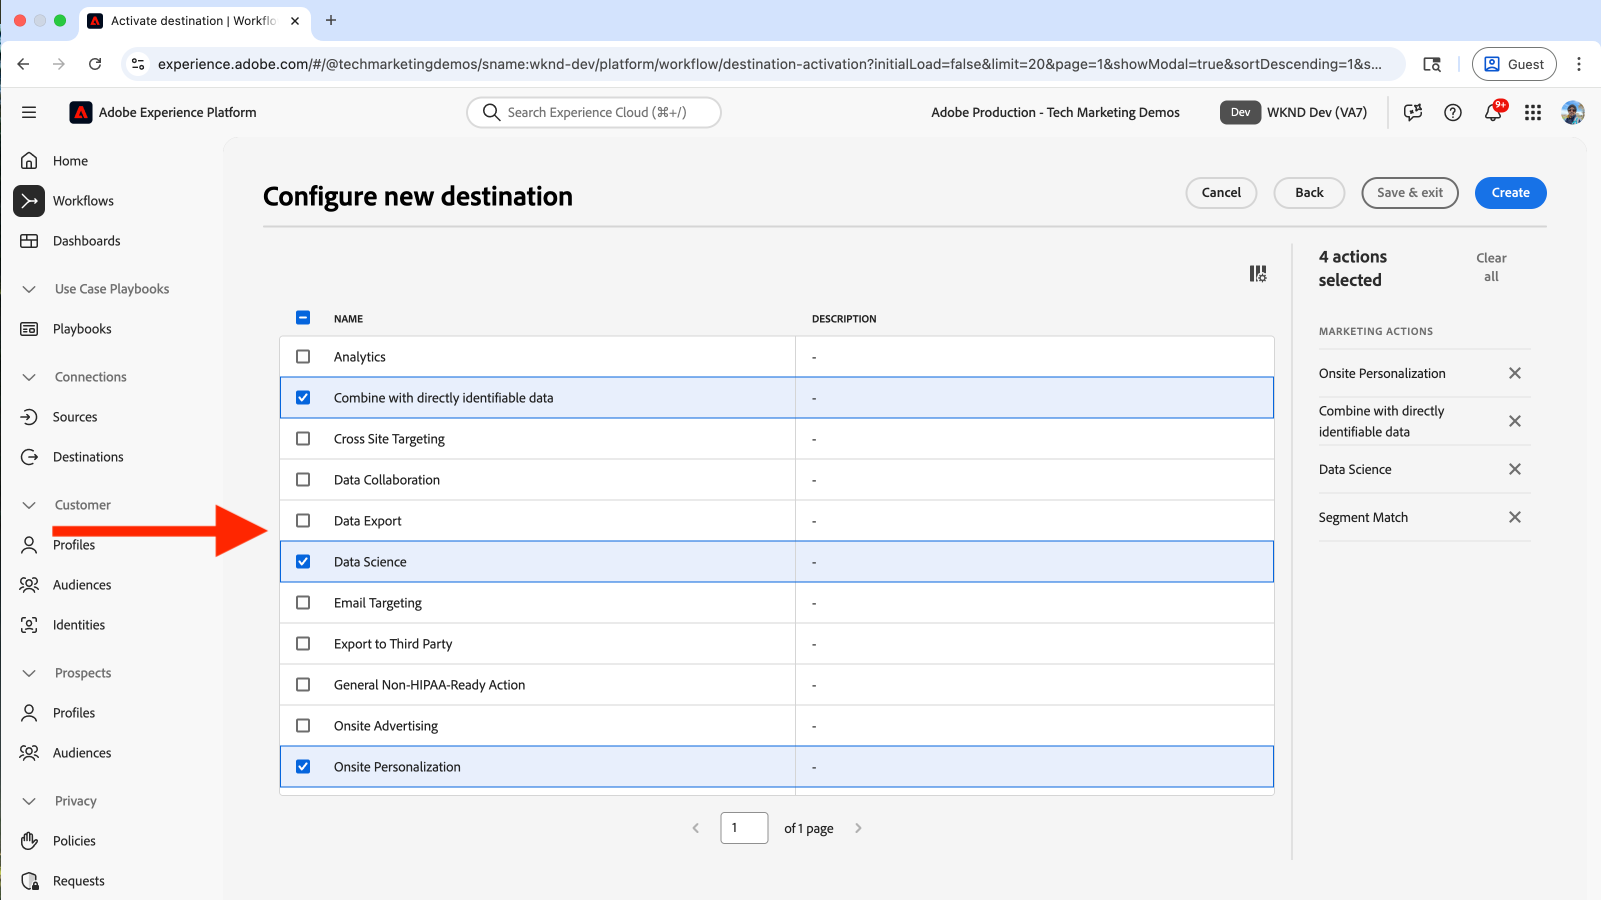 Activate destination | Workflo
experience.adobe.com/#/@techmarketingdemos/sname:wknd-dev/platform/workflow/destination-activation?initialLoad=false&limit=20&page=1&showModal=true&sortDescending=1&s...
Guest
Adobe Experience Platform
Search Experience Cloud (⌘+/)
Adobe Production - Tech Marketing Demos
Dev
WKND Dev (VA7)
9+
Home
Workflows
Dashboards
Use Case Playbooks
Playbooks
Connections
Sources
Destinations
Customer
Profiles
Audiences
Identities
Prospects
Profiles
Audiences
Privacy
Policies
Requests
Configure new destination
Cancel
Back
Save & exit
Create
NAME
DESCRIPTION
Analytics
-
Combine with directly identifiable data
-
Cross Site Targeting
-
Data Collaboration
-
Data Export
-
Data Science
-
Email Targeting
-
Export to Third Party
-
General Non-HIPAA-Ready Action
-
Onsite Advertising
-
Onsite Personalization
-
1
of 1 page
4 actions
selected
Clear
all
MARKETING ACTIONS
Onsite Personalization
Combine with directly
identifiable data
Data Science
Segment Match